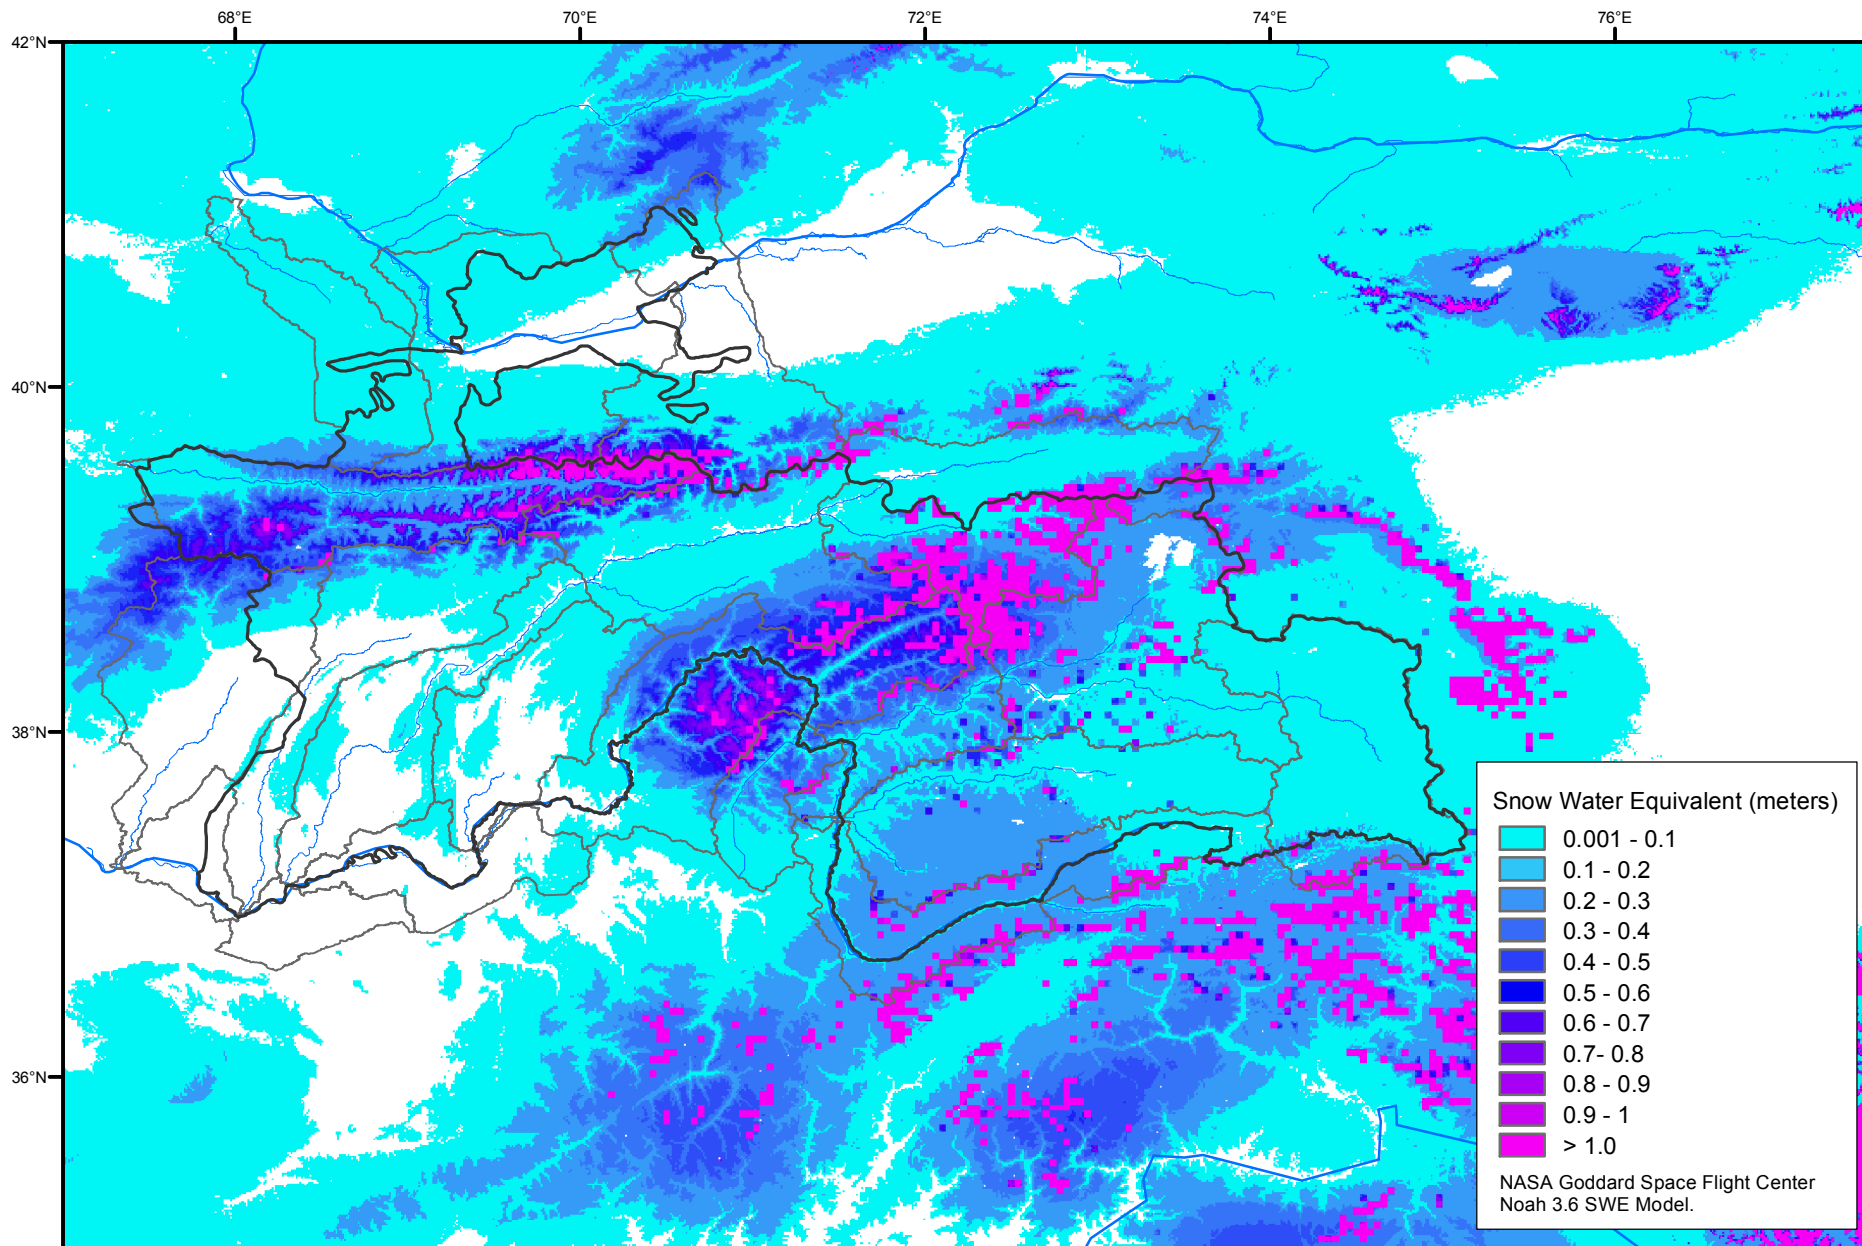 68°E 70°E 72°E 74°E 76°E
42°N
40°N
38°N
36°N
Snow Water Equivalent (meters)
0.001 - 0.1
0.1 - 0.2
0.2 - 0.3
0.3 - 0.4
0.4 - 0.5
0.5 - 0.6
0.6 - 0.7
0.7- 0.8
0.8 - 0.9
0.9 - 1
> 1.0
NASA Goddard Space Flight Center
Noah 3.6 SWE Model.